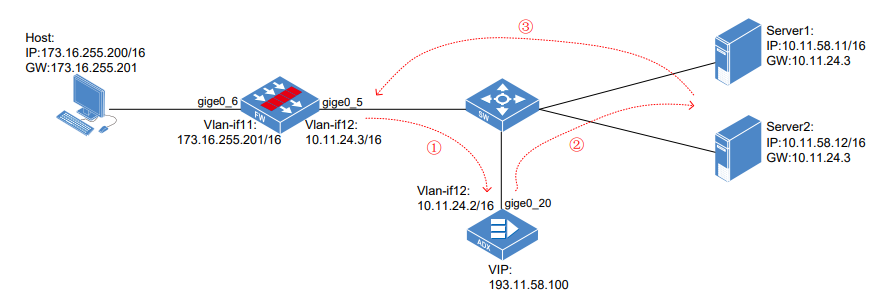 Host:
IP:173.16.255.200/16
GW:173.16.255.201
gige0_6
FW
gige0_5
Vlan-if11:
173.16.255.201/16
Vlan-if12:
10.11.24.3/16
①
SW
③
②
Server1:
IP:10.11.58.11/16
GW:10.11.24.3
Server2:
IP:10.11.58.12/16
GW:10.11.24.3
Vlan-if12:
10.11.24.2/16
gige0_20
ADX
VIP:
193.11.58.100